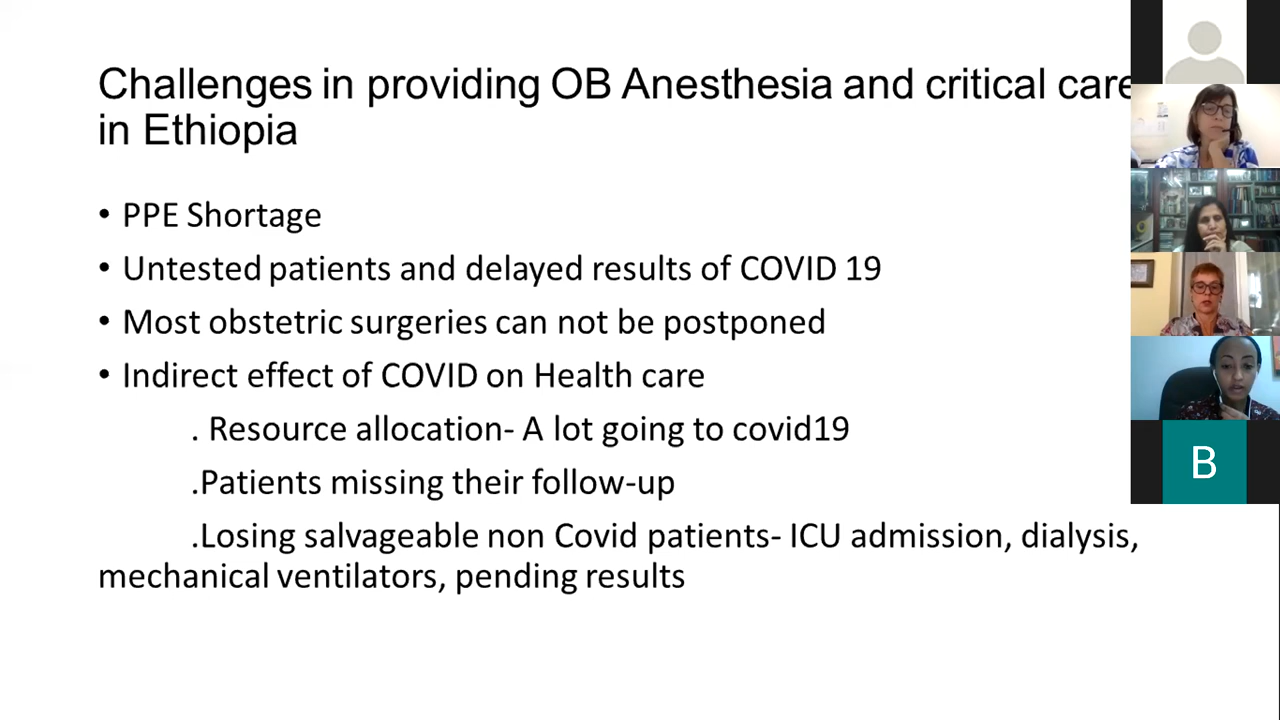 Challenges in providing OB Anesthesia and critical care
in Ethiopia
• PPE Shortage
• Untested patients and delayed results of COVID 19
• Most obstetric surgeries can not be postponed
• Indirect effect of COVID on Health care
. Resource allocation- A lot going to covid19
.Patients missing their follow-up
.Losing salvageable non Covid patients- ICU admission, dialysis,
mechanical ventilators, pending results
B